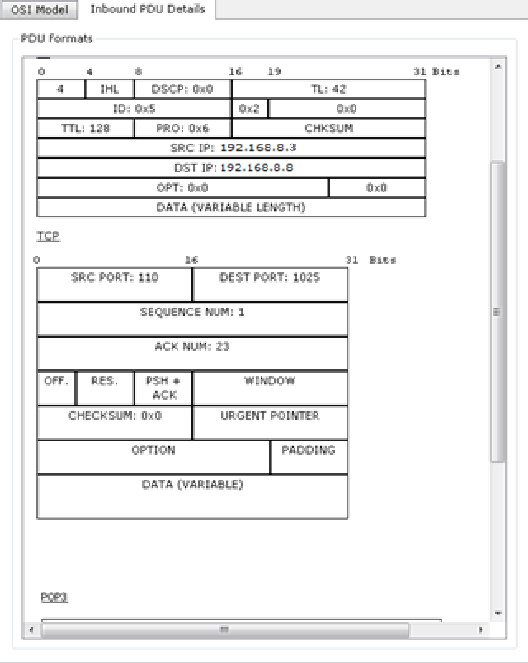 OSI Model Inbound PDU Details
PDU Formats
0 4 8 16 19 31 Bits
4 IHL DSCP: 0x0 TL: 42
ID: 0x5 0x2 0x0
TTL: 128 PRO: 0x6 CHKSUM
SRC IP: 192.168.8.3
DST IP: 192.168.8.8
OPT: 0x0 0x0
DATA (VARIABLE LENGTH)
TCP
0 16 31 Bits
SRC PORT: 110 DEST PORT: 1025
SEQUENCE NUM: 1
ACK NUM: 23
OFF. RES. PSH + WINDOW
ACK
CHECKSUM: 0x0 URGENT POINTER
OPTION PADDING
DATA (VARIABLE)
POP3